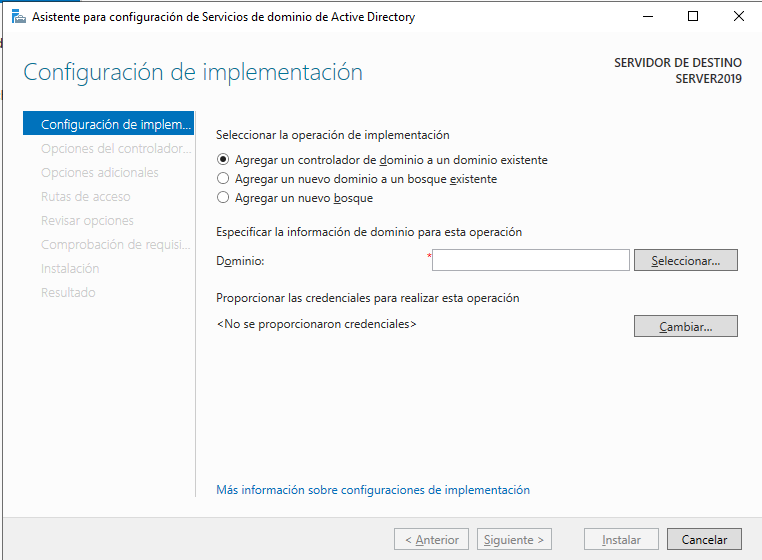 Asistente para configuración de Servicios de dominio de Active Directory
Configuración de implementación
SERVIDOR DE DESTINO
SERVER2019
Configuración de implem...
Opciones del controlador...
Opciones adicionales
Rutas de acceso
Revisar opciones
Comprobación de requisi...
Instalación
Resultado
Seleccionar la operación de implementación
Agregar un controlador de dominio a un dominio existente
Agregar un nuevo dominio a un bosque existente
Agregar un nuevo bosque
Especificar la información de dominio para esta operación
Dominio: * Seleccionar...
Proporcionar las credenciales para realizar esta operación
<No se proporcionaron credenciales> Cambiar...
Más información sobre configuraciones de implementación
< Anterior Siguiente > Instalar Cancelar